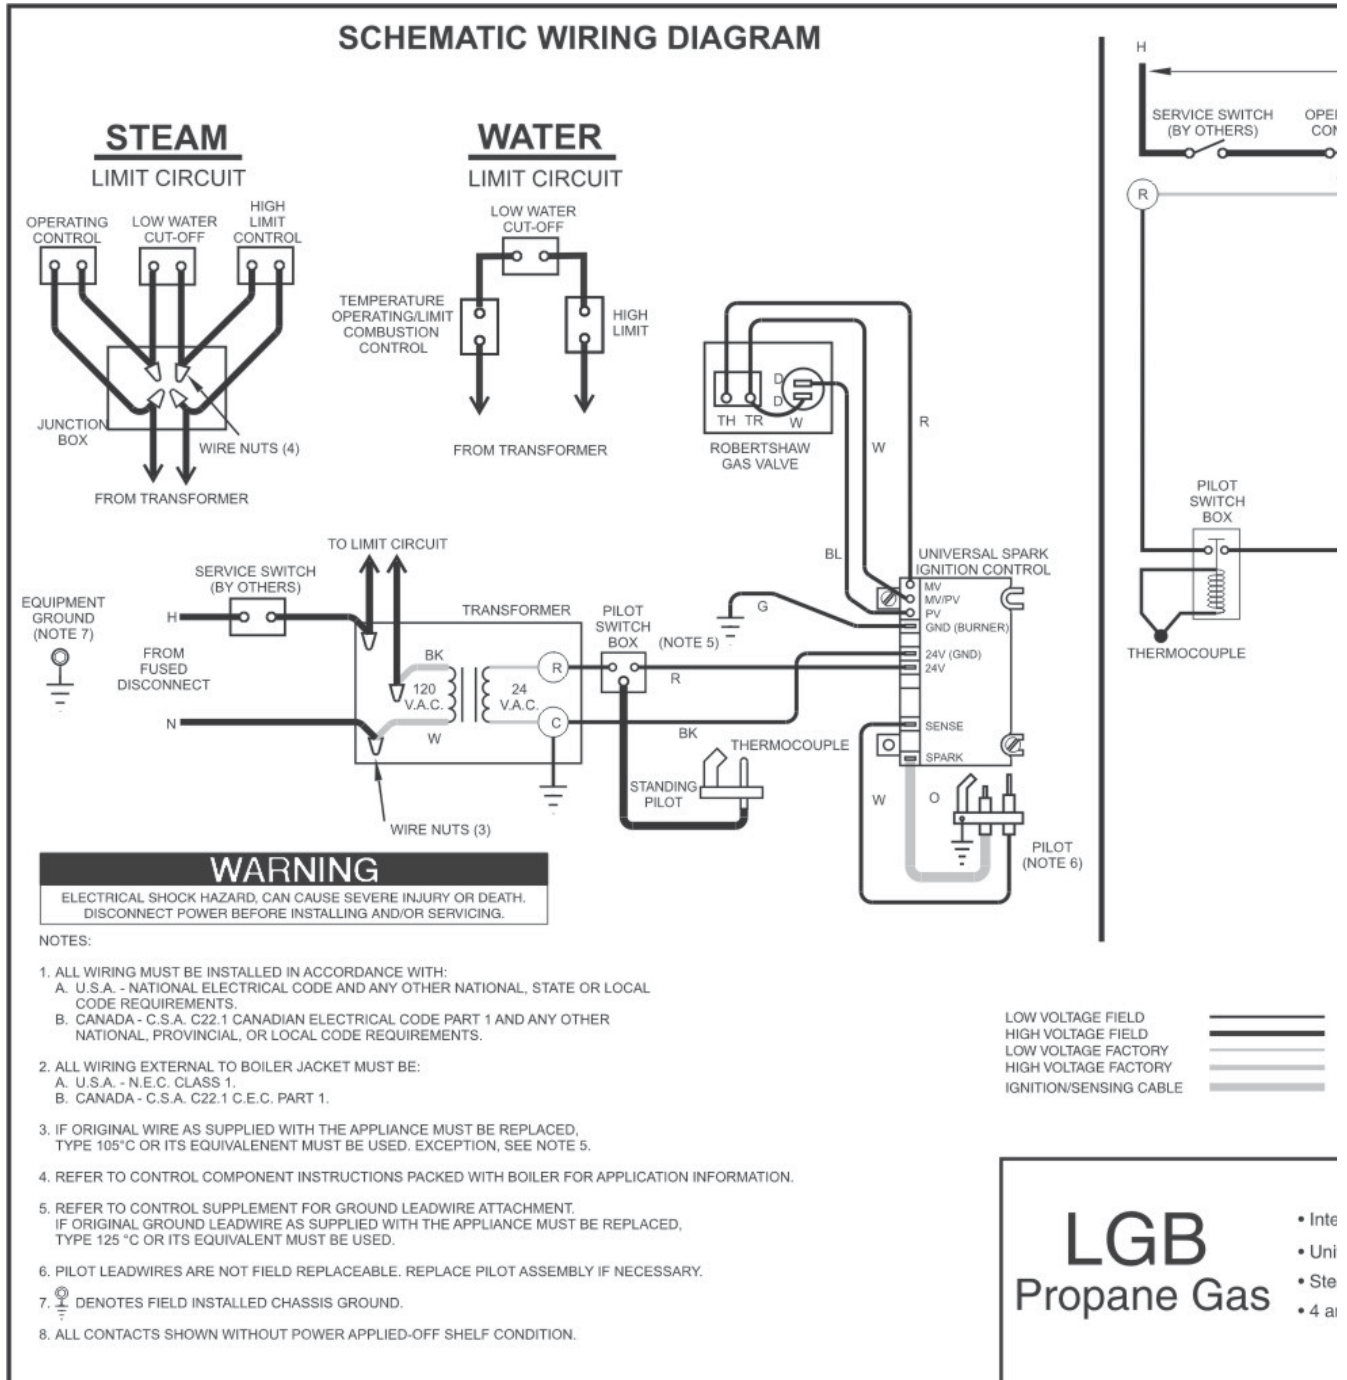 SCHEMATIC WIRING DIAGRAM
STEAM
LIMIT CIRCUIT
OPERATING
CONTROL
LOW WATER
CUT-OFF
HIGH
LIMIT
CONTROL
JUNCTION
BOX
WIRE NUTS (4)
FROM TRANSFORMER
WATER
LIMIT CIRCUIT
LOW WATER
CUT-OFF
TEMPERATURE
OPERATING/LIMIT
COMBUSTION
CONTROL
HIGH
LIMIT
FROM TRANSFORMER
D
D
TH TR W
ROBERTSHAW
GAS VALVE
R
W
BL
UNIVERSAL SPARK
IGNITION CONTROL
MV
MV/PV
PV
GND (BURNER)
24V (GND)
24V
SENSE
SPARK
G
TO LIMIT CIRCUIT
SERVICE SWITCH
(BY OTHERS)
EQUIPMENT
GROUND
(NOTE 7)
H
FROM
FUSED
DISCONNECT
N
TRANSFORMER
BK
120
V.A.C.
24
V.A.C.
W
R
C
PILOT
SWITCH
BOX
(NOTE 5)
R
BK
THERMOCOUPLE
STANDING
PILOT
WIRE NUTS (3)
W
O
PILOT
(NOTE 6)
H
SERVICE SWITCH
(BY OTHERS)
R
PILOT
SWITCH
BOX
THERMOCOUPLE
WARNING
ELECTRICAL SHOCK HAZARD, CAN CAUSE SEVERE INJURY OR DEATH.
DISCONNECT POWER BEFORE INSTALLING AND/OR SERVICING.
NOTES:
1. ALL WIRING MUST BE INSTALLED IN ACCORDANCE WITH:
A. U.S.A. - NATIONAL ELECTRICAL CODE AND ANY OTHER NATIONAL, STATE OR LOCAL
CODE REQUIREMENTS.
B. CANADA - C.S.A. C22.1 CANADIAN ELECTRICAL CODE PART 1 AND ANY OTHER
NATIONAL, PROVINCIAL, OR LOCAL CODE REQUIREMENTS.
2. ALL WIRING EXTERNAL TO BOILER JACKET MUST BE:
A. U.S.A. - N.E.C. CLASS 1.
B. CANADA - C.S.A. C22.1 C.E.C. PART 1.
3. IF ORIGINAL WIRE AS SUPPLIED WITH THE APPLIANCE MUST BE REPLACED,
TYPE 105°C OR ITS EQUIVALENENT MUST BE USED. EXCEPTION, SEE NOTE 5.
4. REFER TO CONTROL COMPONENT INSTRUCTIONS PACKED WITH BOILER FOR APPLICATION INFORMATION.
5. REFER TO CONTROL SUPPLEMENT FOR GROUND LEADWIRE ATTACHMENT.
IF ORIGINAL GROUND LEADWIRE AS SUPPLIED WITH THE APPLIANCE MUST BE REPLACED,
TYPE 125 °C OR ITS EQUIVALENT MUST BE USED.
6. PILOT LEADWIRES ARE NOT FIELD REPLACEABLE. REPLACE PILOT ASSEMBLY IF NECESSARY.
7. DENOTES FIELD INSTALLED CHASSIS GROUND.
8. ALL CONTACTS SHOWN WITHOUT POWER APPLIED-OFF SHELF CONDITION.
LOW VOLTAGE FIELD
HIGH VOLTAGE FIELD
LOW VOLTAGE FACTORY
HIGH VOLTAGE FACTORY
IGNITION/SENSING CABLE
LGB
Propane Gas
• 4